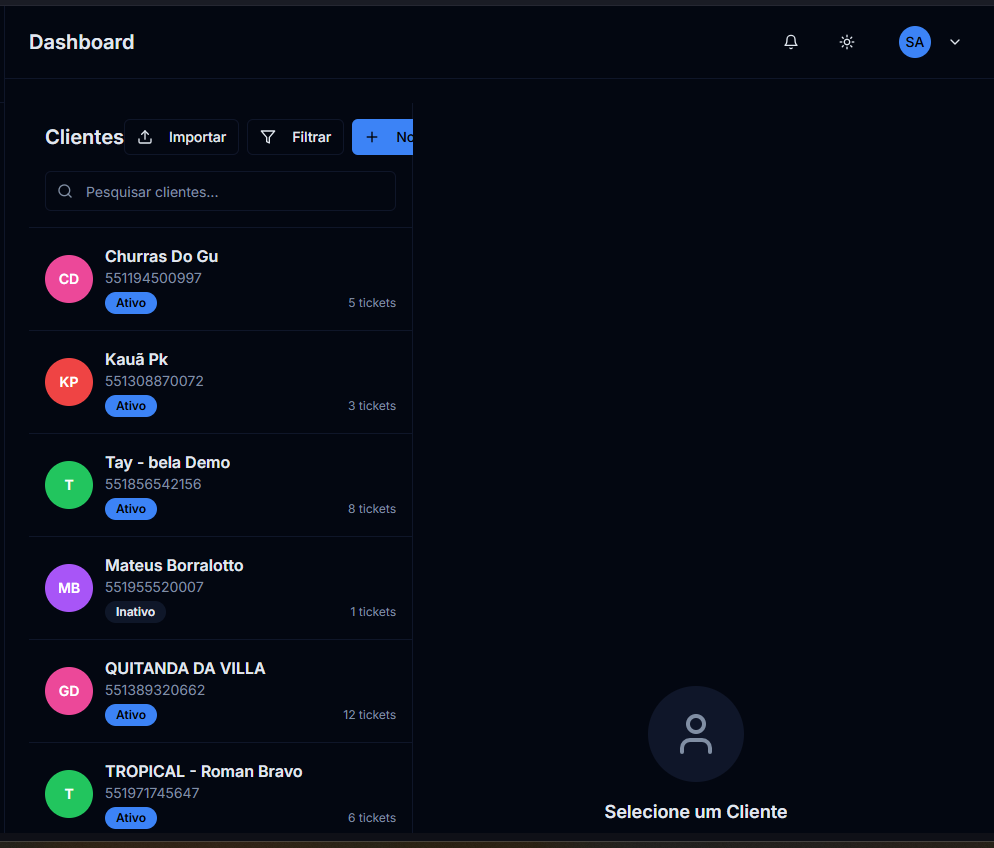 Dashboard
SA
Clientes Importar Filtrar
Pesquisar clientes...
CD
Churras Do Gu
551194500997
Ativo 5 tickets
KP
Kauã Pk
551308870072
Ativo 3 tickets
T
Tay - bela Demo
551856542156
Ativo 8 tickets
MB
Mateus Borralotto
551955520007
Inativo 1 tickets
GD
QUITANDA DA VILLA
551389320662
Ativo 12 tickets
T
TROPICAL - Roman Bravo
551971745647
Ativo 6 tickets
Selecione um Cliente